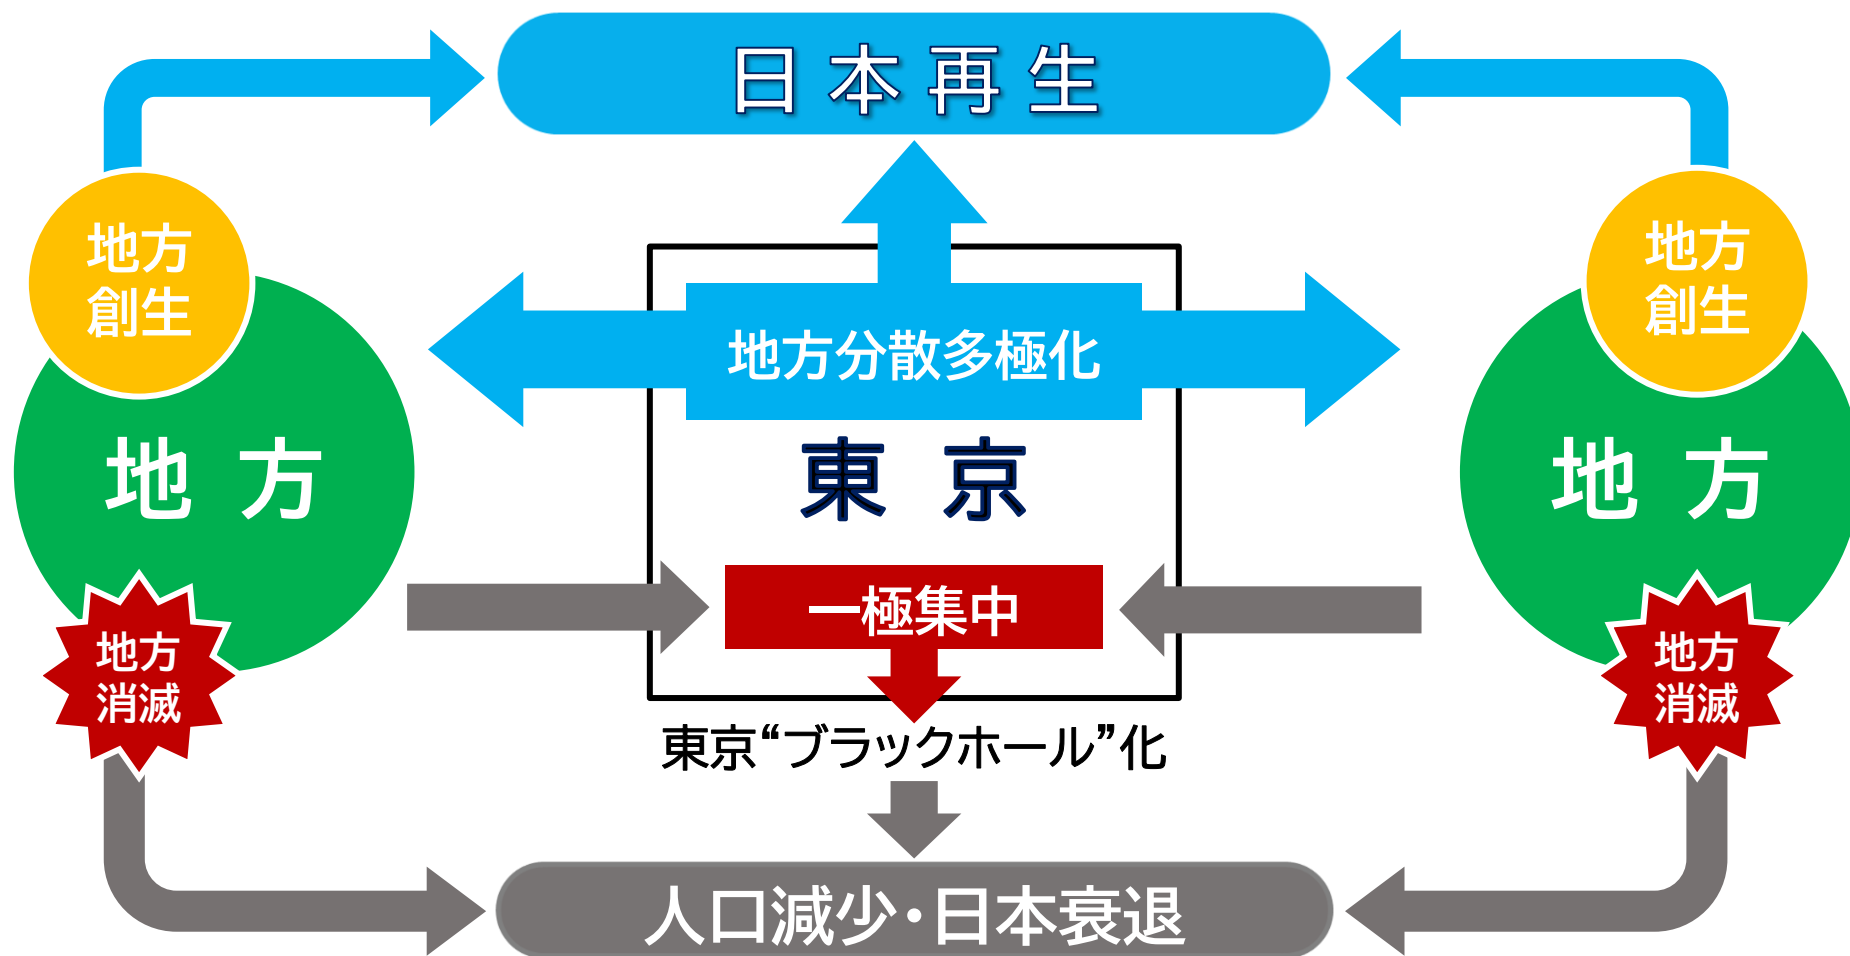 日本再生
地方
創生
地方
創生
地方分散多極化
地方
東京
地方
一極集中
地方
消滅
地方
消滅
東京“ブラックホール”化
人口減少・日本衰退